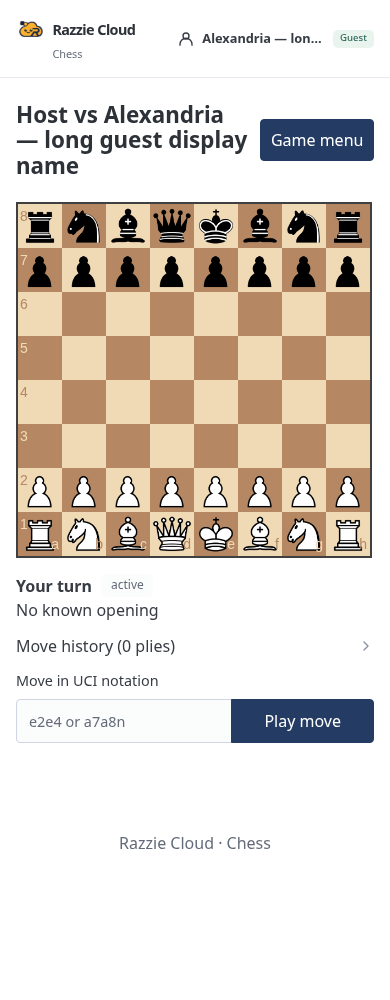 Razzie Cloud
Chess
Alexandria — lon...
Guest
Host vs Alexandria
— long guest display
name
Game menu
8
7
6
5
4
3
2
1
a
b
c
d
e
f
g
h
Your turn
active
No known opening
Move history (0 plies)
Move in UCI notation
e2e4 or a7a8n
Play move
Razzie Cloud · Chess